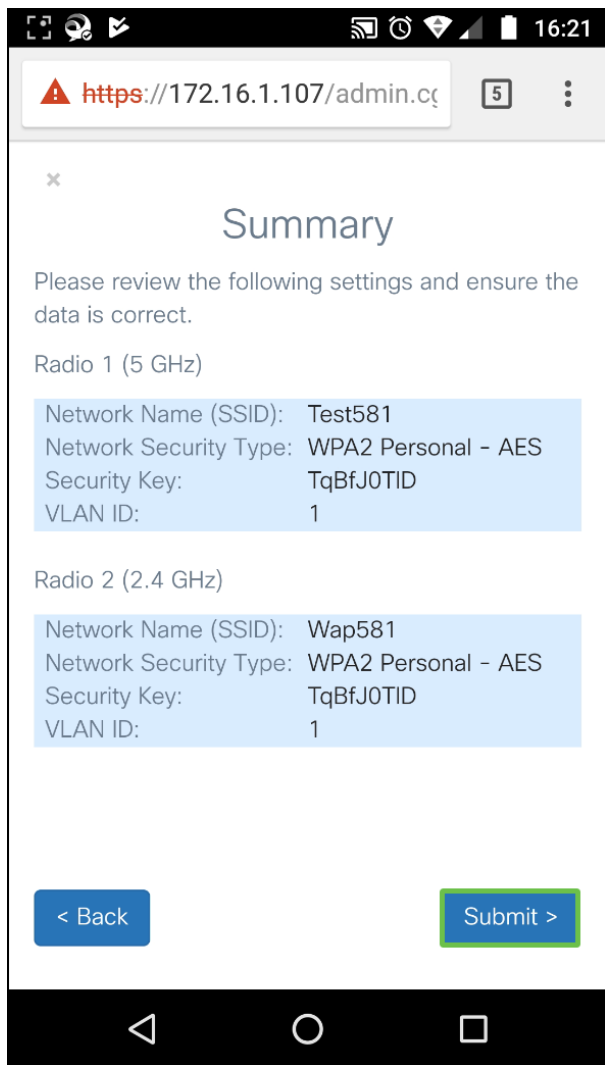 16:21
https://172.16.1.107/admin.cg
5
×
Summary
Please review the following settings and ensure the
data is correct.
Radio 1 (5 GHz)
Network Name (SSID): Test581
Network Security Type: WPA2 Personal - AES
Security Key: TqBfJ0TlD
VLAN ID: 1
Radio 2 (2.4 GHz)
Network Name (SSID): Wap581
Network Security Type: WPA2 Personal - AES
Security Key: TqBfJ0TlD
VLAN ID: 1
< Back
Submit >